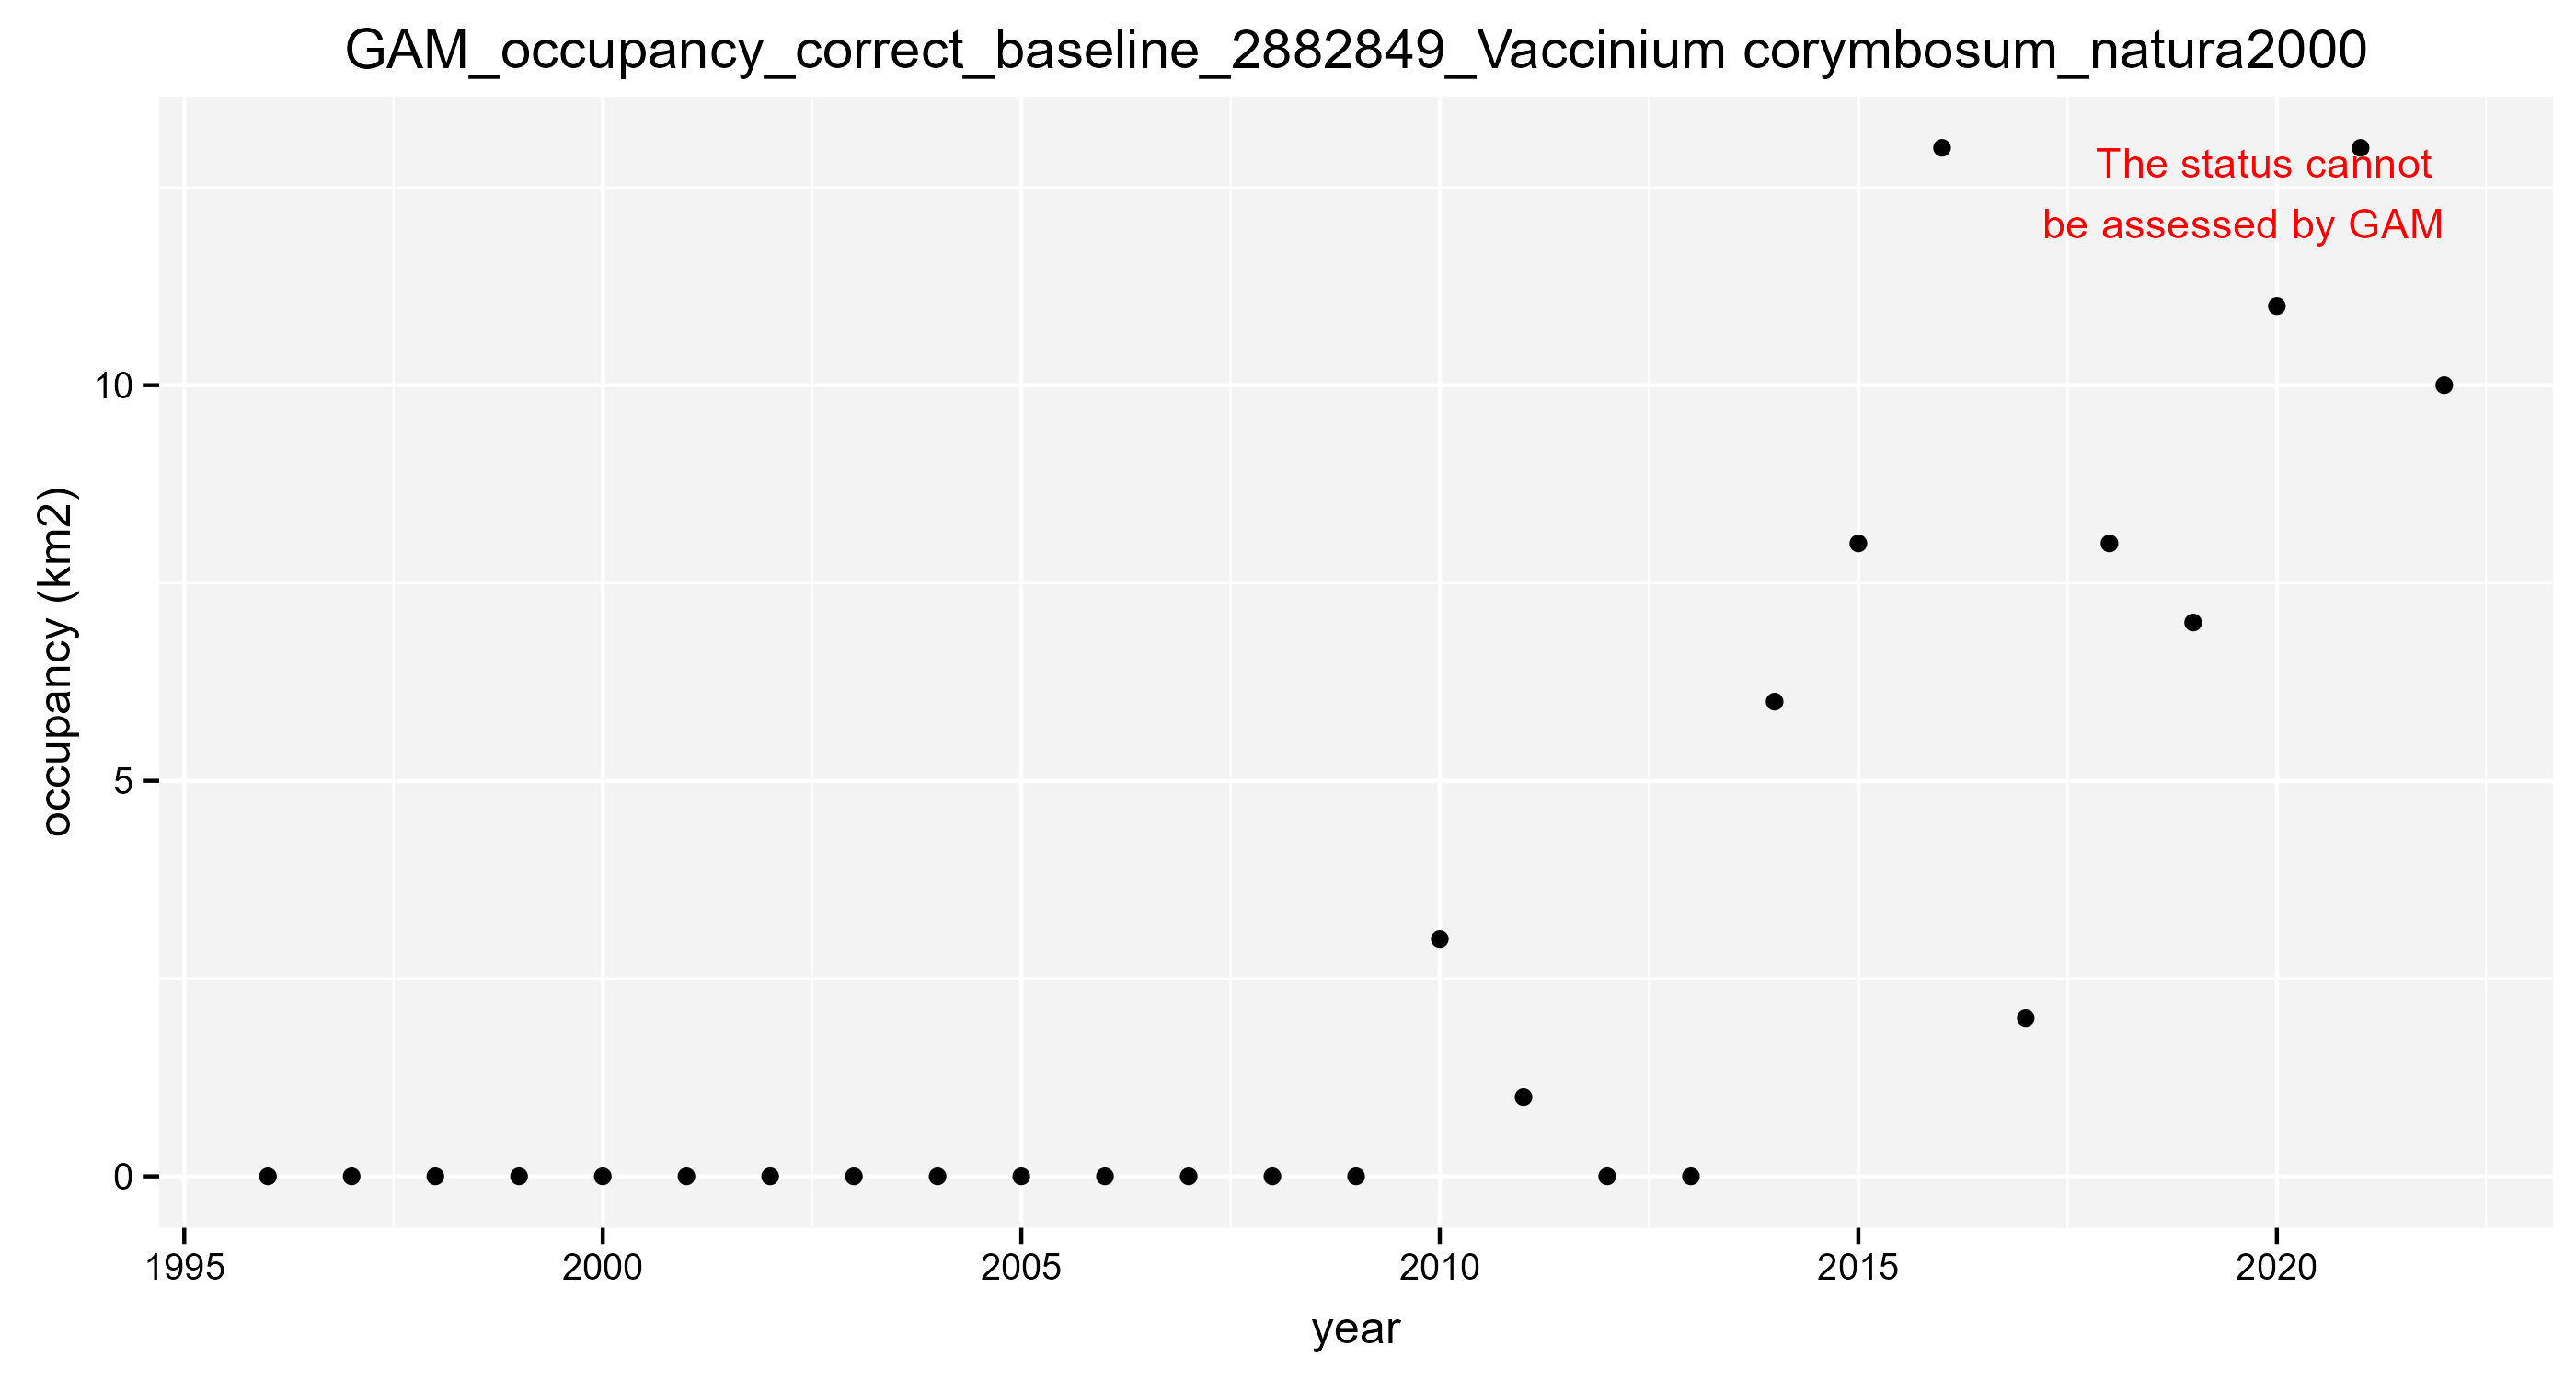 GAM_occupancy_correct_baseline_2882849_Vaccinium corymbosum_natura2000
The status cannot
be assessed by GAM
occupancy (km2)
10
5
0
1995
2000
2005
2010
2015
2020
year